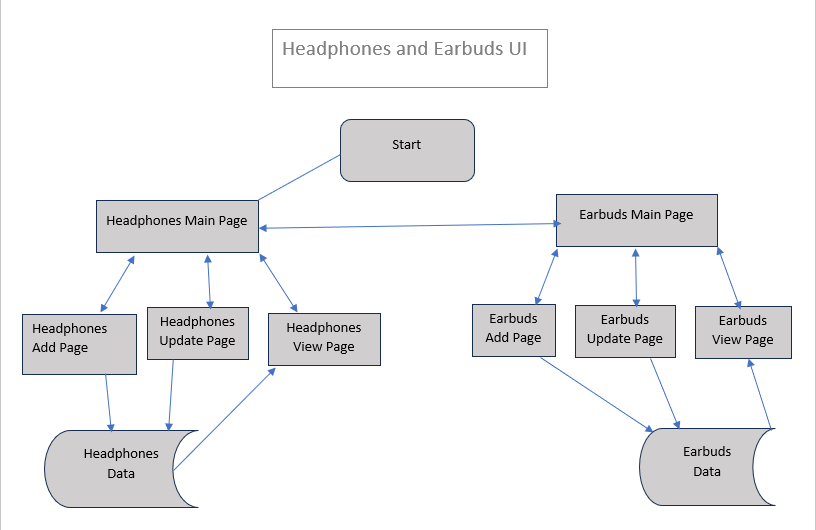 Headphones and Earbuds UI
Start
Headphones Main Page
Earbuds Main Page
Headphones
Add Page
Headphones
Update Page
Headphones
View Page
Earbuds
Add Page
Earbuds
Update Page
Earbuds
View Page
Headphones
Data
Earbuds
Data